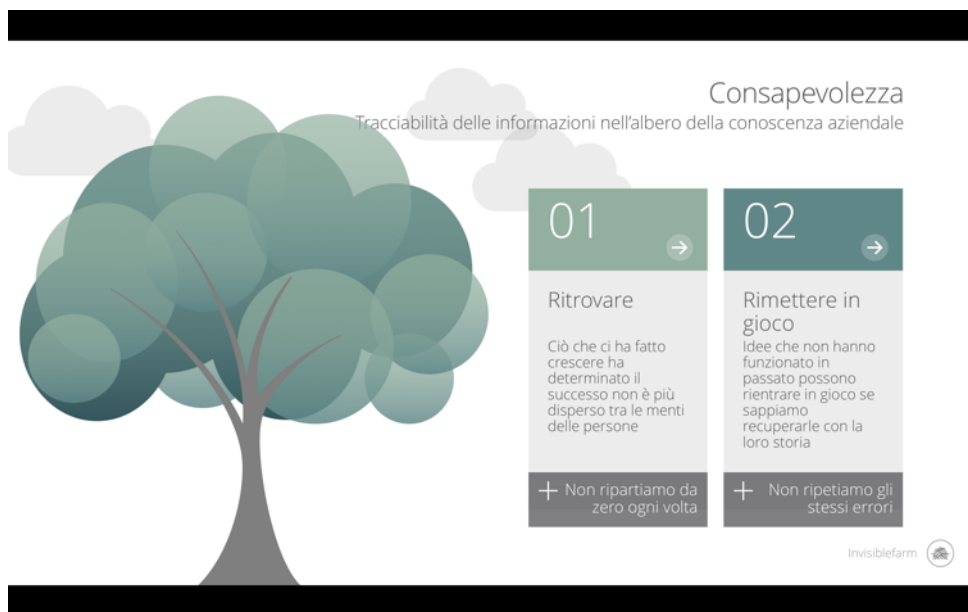 Consapevolezza
Tracciabilità delle informazioni nell'albero della conoscenza aziendale
01
Ritrovare
Ciò che ci ha fatto
crescere ha
determinato il
successo non è più
disperso tra le menti
delle persone
Non ripartiamo da
zero ogni volta
02
Rimettere in
gioco
Idee che non hanno
funzionato in
passato possono
rientrare in gioco se
sappiamo
recuperarle con la
loro storia
Non ripetiamo gli
stessi errori
Invisiblefarm